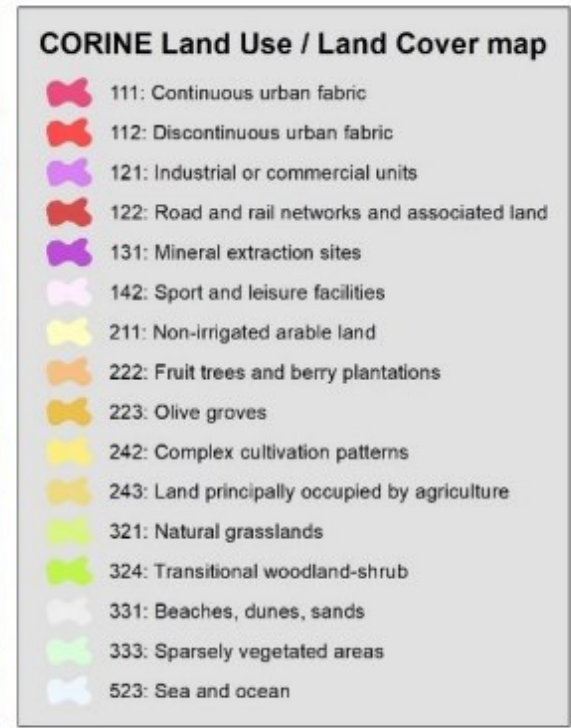 CORINE Land Use / Land Cover map
111: Continuous urban fabric
112: Discontinuous urban fabric
121: Industrial or commercial units
122: Road and rail networks and associated land
131: Mineral extraction sites
142: Sport and leisure facilities
211: Non-irrigated arable land
222: Fruit trees and berry plantations
223: Olive groves
242: Complex cultivation patterns
243: Land principally occupied by agriculture
321: Natural grasslands
324: Transitional woodland-shrub
331: Beaches, dunes, sands
333: Sparsely vegetated areas
523: Sea and ocean